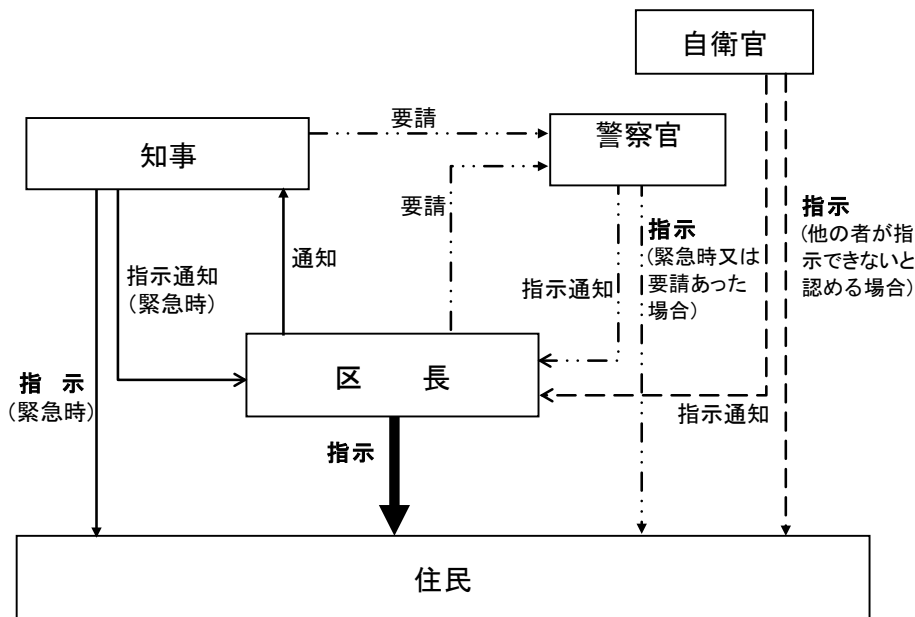 自衛官
要請
知事
警察官
要請
指示
(他の者が指
示できないと
認める場合)
指示
(緊急時又は
要請あった
場合)
通知
指示通知
(緊急時)
指示通知
区 長
指 示
(緊急時)
指示通知
指示
住民